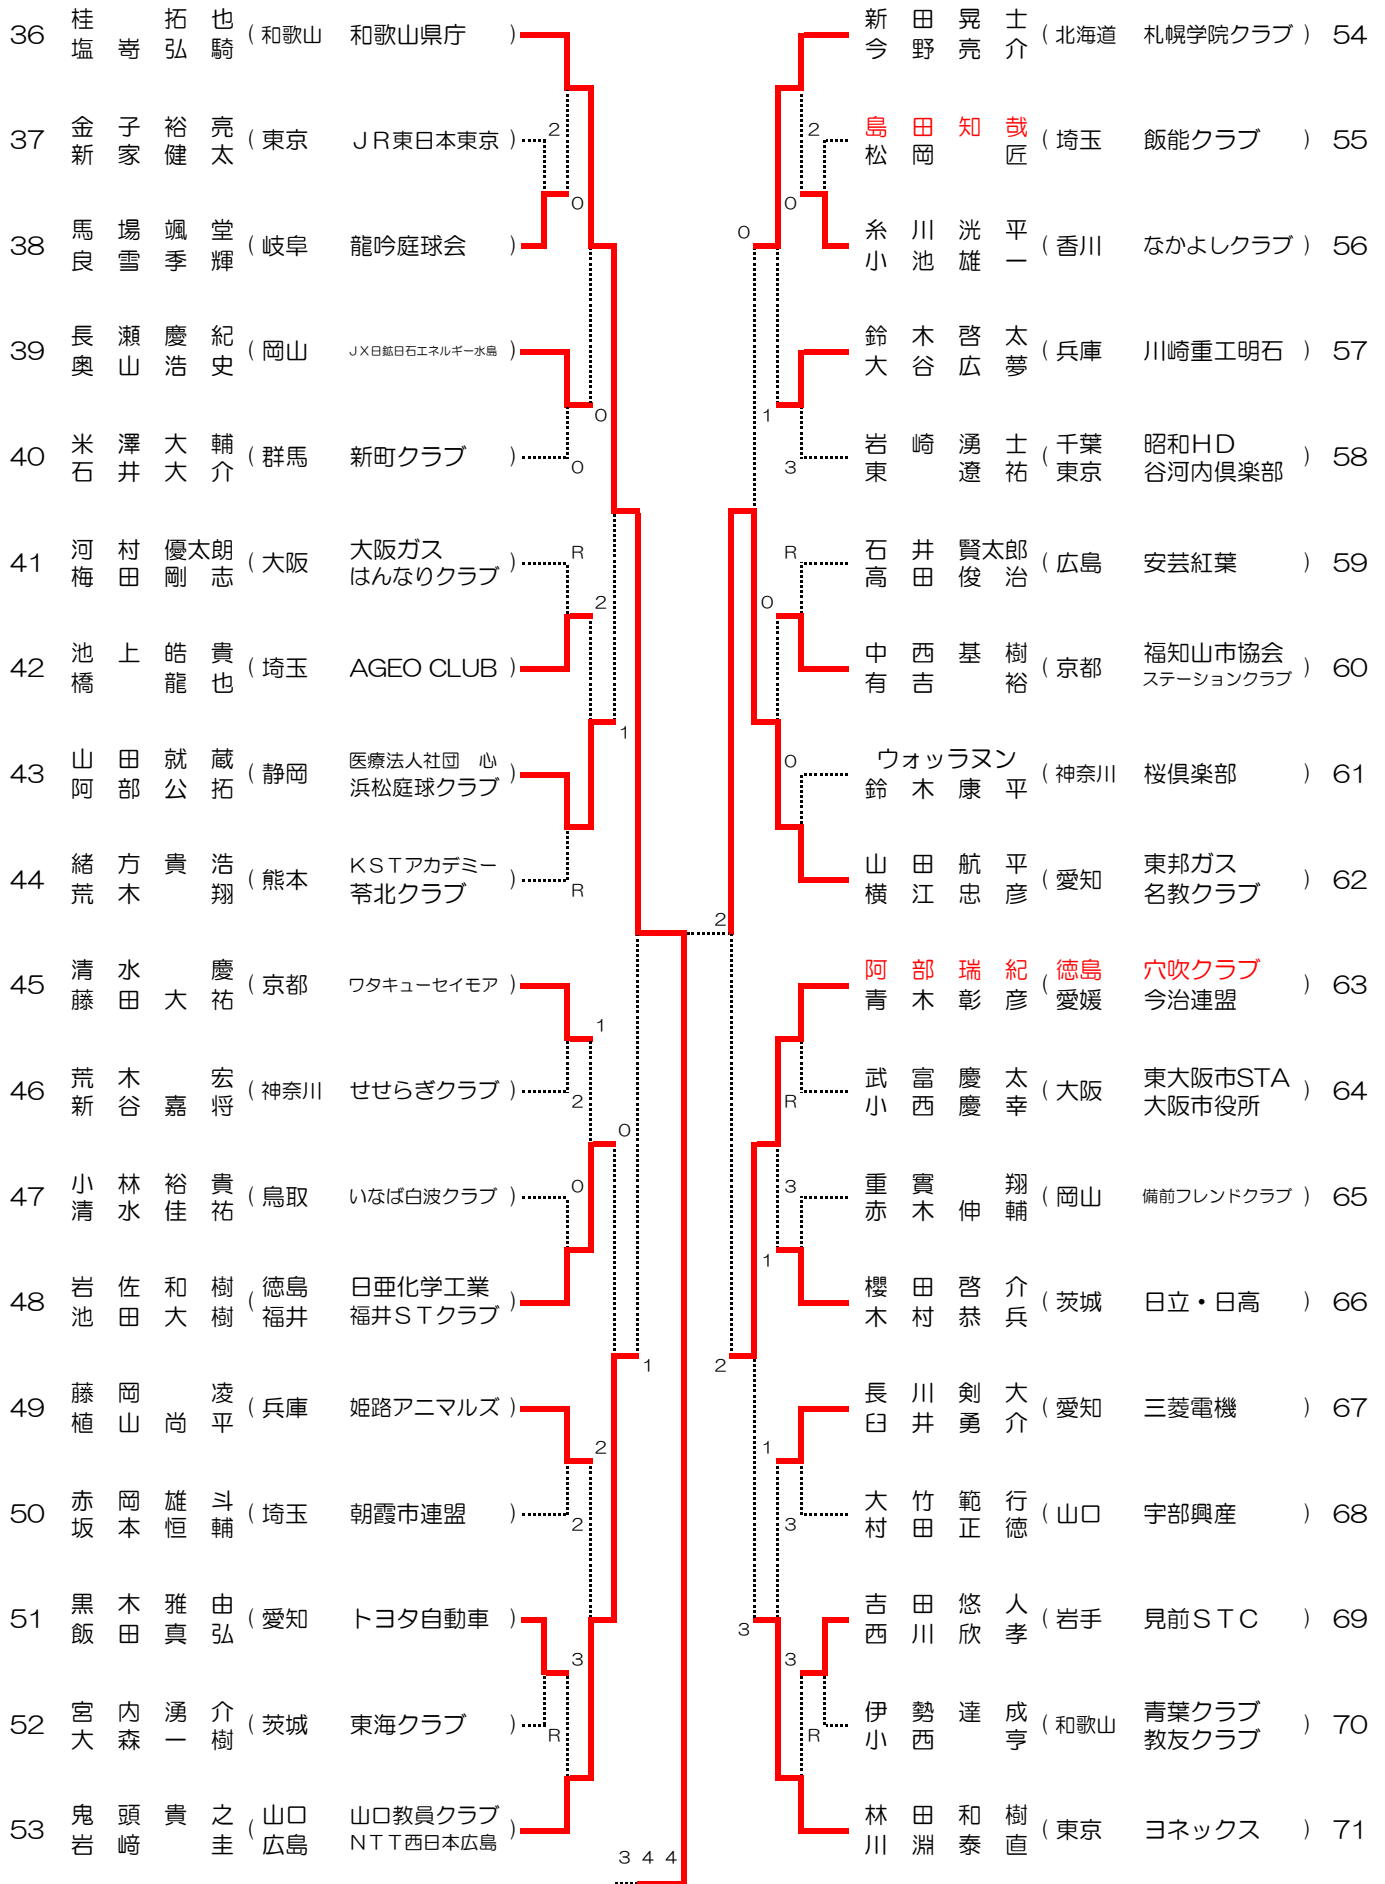 36 桂 拓也 (和歌山 和歌山県庁)
塩嵜弘騎
37 金子裕亮 (東京 JR東日本東京)
新家健太
2
0
38 馬場颯堂 (岐阜 龍吟庭球会)
良雪季輝
39 長瀬慶紀 (岡山 JX日鉱日石エネルギー水島)
奥山浩史
0
40 米澤大輔 (群馬 新町クラブ)
石井大介
0
41 河村優太朗 (大阪 大阪ガス
梅田剛志 はんなりクラブ)
R
2
42 池上皓貴 (埼玉 AGEO CLUB)
橋龍也
1
43 山田就蔵 (静岡 医療法人社団 心
阿部公拓 浜松庭球クラブ)
44 緒方貴浩 (熊本 KSTアカデミー
荒木翔 苓北クラブ)
R
45 清水慶 (京都 ワタキューセイモア)
藤田大祐
1
46 荒木宏 (神奈川 せせらぎクラブ)
新谷嘉将
2
0
47 小林裕貴 (鳥取 いなば白波クラブ)
清水佳祐
0
48 岩佐和樹 (徳島 日亜化学工業
池田大樹 福井 福井STクラブ)
1
49 藤岡凌 (兵庫 姫路アニマルズ)
植山尚平
2
50 赤岡雄斗 (埼玉 朝霞市連盟)
坂本恒輔
2
51 黒木雅由 (愛知 トヨタ自動車)
飯田真弘
3
52 宮内湧介 (茨城 東海クラブ)
大森一樹
R
53 鬼頭貴之 (山口 山口教員クラブ
岩﨑圭 広島 NTT西日本広島)
3 4 4
2
新田晃士 (北海道 札幌学院クラブ) 54
今野亮介
2
島田知哉 (埼玉 飯能クラブ) 55
松岡匠
0
0
糸川洸平 (香川 なかよしクラブ) 56
小池雄一
鈴木啓太 (兵庫 川崎重工明石) 57
大谷広夢
1
岩崎湧士 (千葉 昭和HD
東遼祐 東京 谷河内倶楽部) 58
3
R
石井賢太郎 (広島 安芸紅葉) 59
高田俊治
0
中西基樹 (京都 福知山市協会
有吉裕 ステーションクラブ) 60
0
ウォッラヌン (神奈川 桜倶楽部) 61
鈴木康平
山田航平 (愛知 東邦ガス
横江忠彦 名教クラブ) 62
阿部瑞紀 (徳島 穴吹クラブ
青木彰彦 愛媛 今治連盟) 63
武富慶太 (大阪 東大阪市STA
小西慶幸 大阪市役所) 64
R
3
重實翔 (岡山 備前フレンドクラブ) 65
赤木伸輔
1
櫻田啓介 (茨城 日立・日高) 66
木村恭兵
2
長川剣大 (愛知 三菱電機) 67
臼井勇介
1
大竹範行 (山口 宇部興産) 68
村田正徳
3
吉田悠人 (岩手 見前STC) 69
西川欣孝
3
3
伊勢達成 (和歌山 青葉クラブ
小西亨 教友クラブ) 70
R
林田和樹 (東京 ヨネックス) 71
川淵泰直